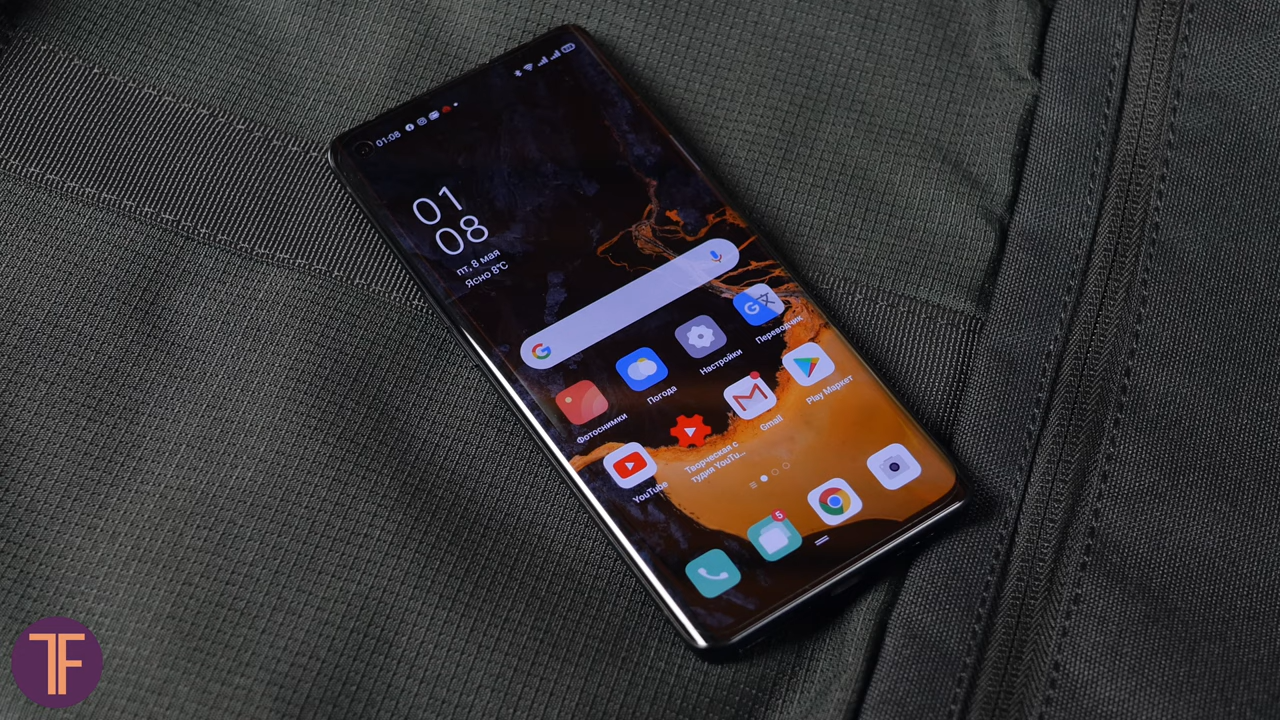 01:08
01
08
пт, 8 мая
Ясно 8°C
Фотоснимки
Погода
Настройки
Переводчик
YouTube
Творческая с
тудия YouTu...
Gmail
Play Маркет
5
TF